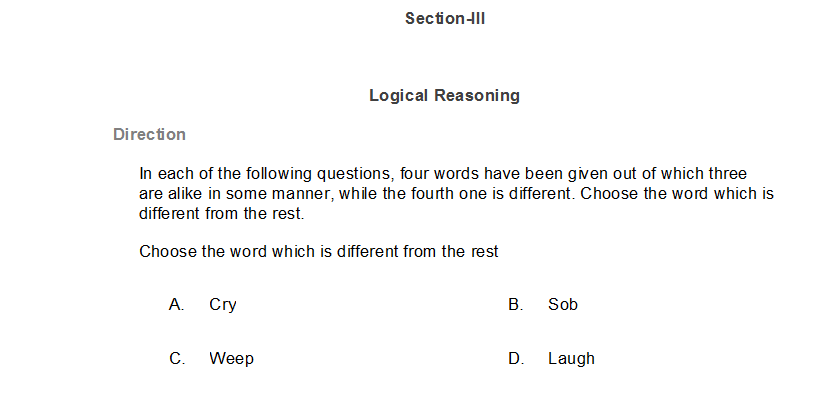 Section-III
Logical Reasoning
Direction
In each of the following questions, four words have been given out of which three
are alike in some manner, while the fourth one is different. Choose the word which is
different from the rest.
Choose the word which is different from the rest
A. Cry B. Sob
C. Weep D. Laugh